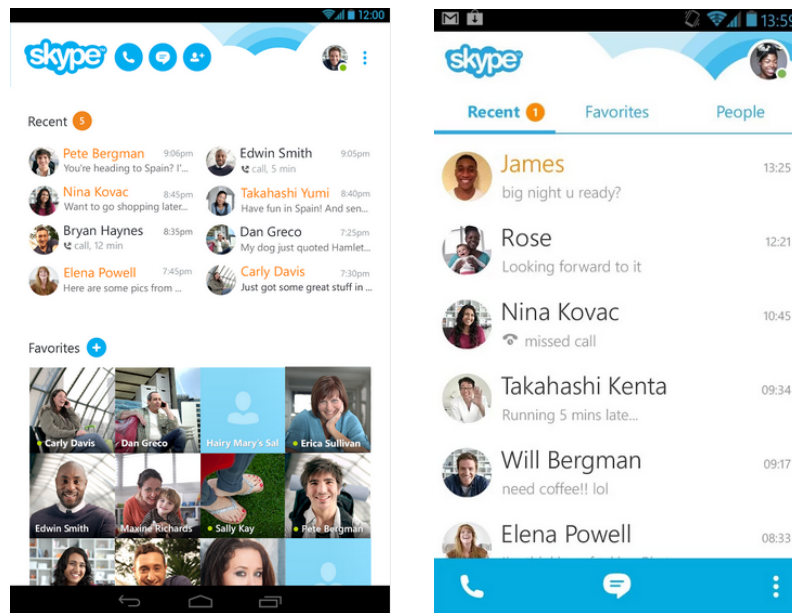 12:00
skype
Recent 5
Pete Bergman 9:06pm
You're heading to Spain? I'...
Edwin Smith 9:05pm
call, 5 min
Nina Kovac 8:45pm
Want to go shopping later...
Takahashi Yumi 8:40pm
Have fun in Spain! And sen...
Bryan Haynes 8:35pm
call, 12 min
Dan Greco 7:25pm
My dog just quoted Hamlet...
Elena Powell 7:45pm
Here are some pics from ...
Carly Davis 7:30pm
Just got some great stuff in ...
Favorites
Carly Davis
Dan Greco
Hairy Mary's Sal
Erica Sullivan
Edwin Smith
Maxine Richards
Sally Kay
Pete Bergman
13:59
skype
Recent 1 Favorites People
James 13:25
big night u ready?
Rose 12:21
Looking forward to it
Nina Kovac 10:45
missed call
Takahashi Kenta 09:34
Running 5 mins late...
Will Bergman 09:17
need coffee!! lol
Elena Powell 08:33